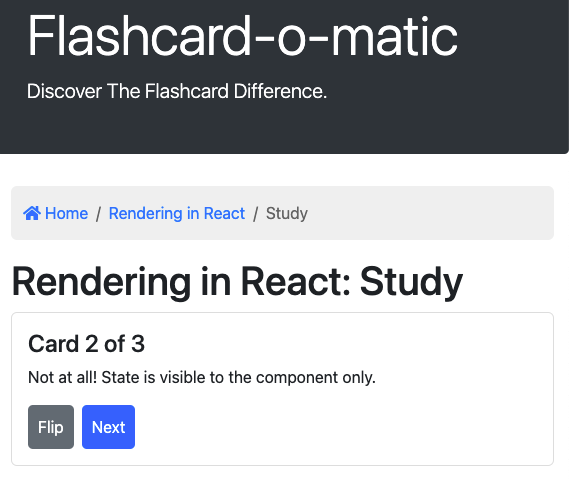 Flashcard-o-matic
Discover The Flashcard Difference.
Home / Rendering in React / Study
Rendering in React: Study
Card 2 of 3
Not at all! State is visible to the component only.
Flip Next